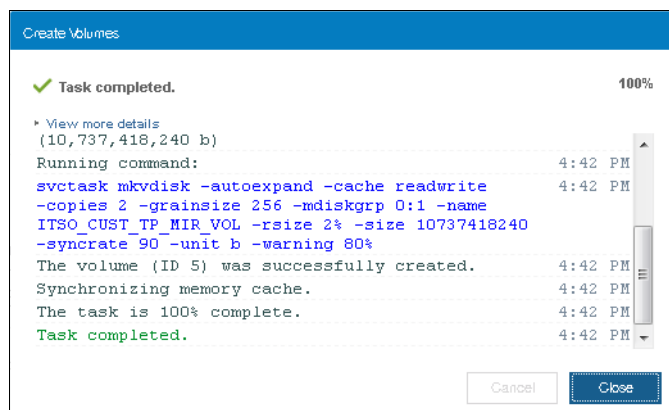 Create Volumes
Task completed. 100%
View more details
(10,737,418,240 b)
Running command: 4:42 PM
svctask mkvdisk -autoexpand -cache readwrite 4:42 PM
-copies 2 -grainsize 256 -mdiskgrp 0:1 -name
ITSO_CUST_TP_MIR_VOL -rsize 2% -size 10737418240
-syncrate 90 -unit b -warning 80%
The volume (ID 5) was successfully created. 4:42 PM
Synchronizing memory cache. 4:42 PM
The task is 100% complete. 4:42 PM
Task completed. 4:42 PM
Cancel Close